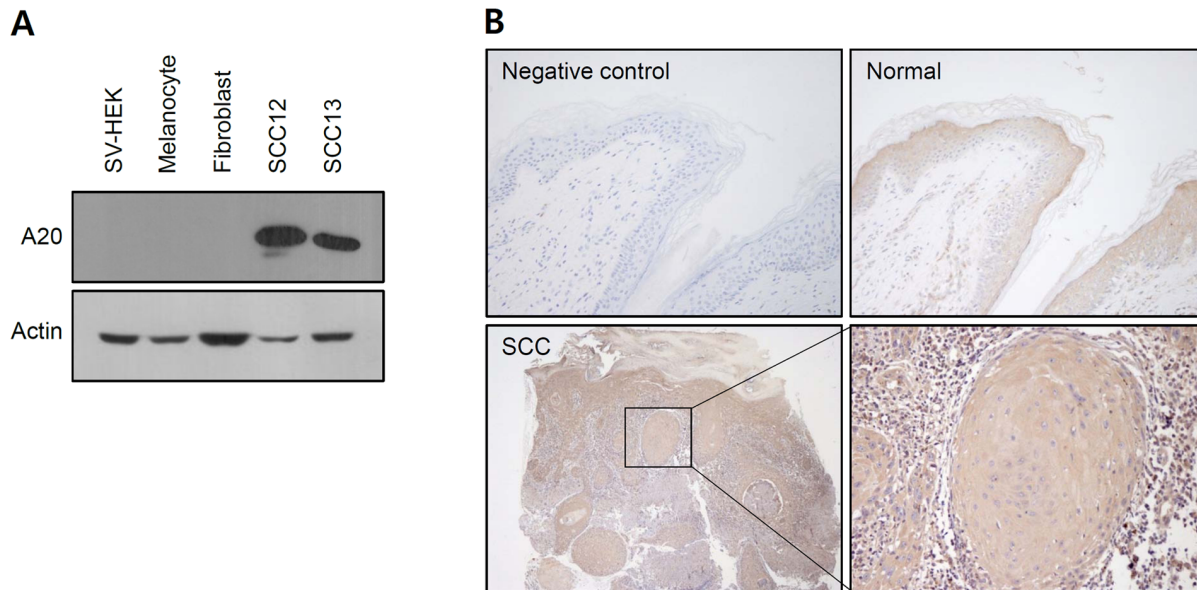 A
SV-HEK
Melanocyte
Fibroblast
SCC12
SCC13
A20
Actin
B
Negative control
Normal
SCC